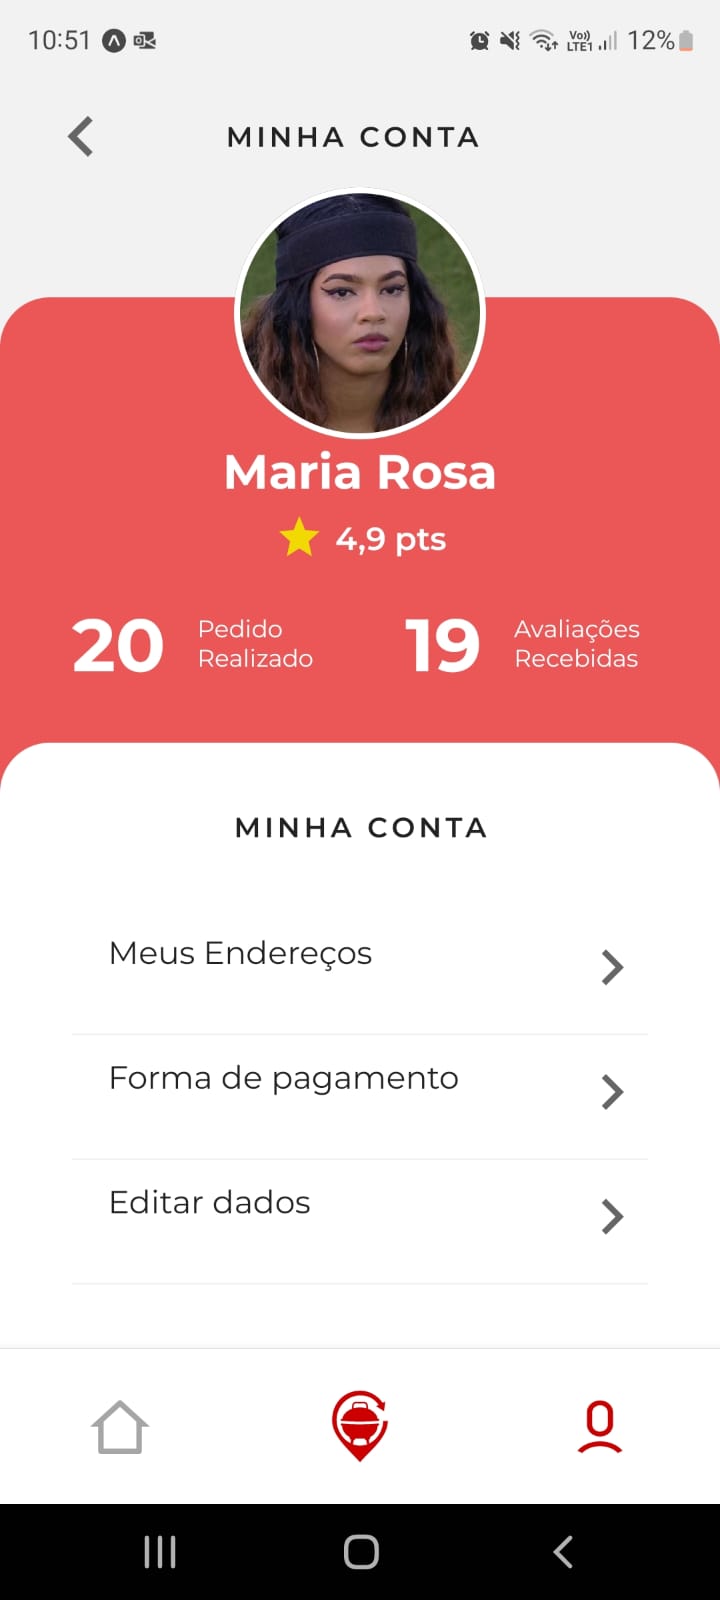 10:51 Vo)) LTE1 12%
MINHA CONTA
Maria Rosa
4,9 pts
20 Pedido Realizado 19 Avaliações Recebidas
MINHA CONTA
Meus Endereços
Forma de pagamento
Editar dados